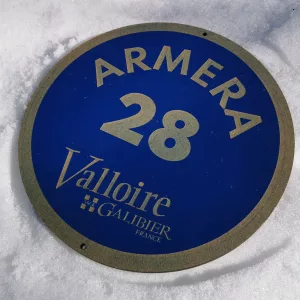 ARMERA
28
Valloire
GALIBIER
FRANCE